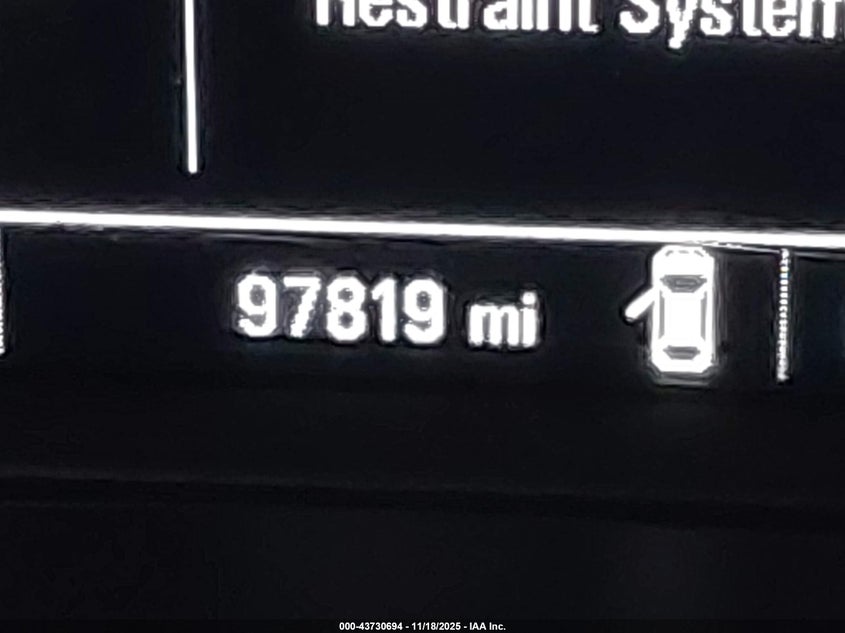 Restraint System
97819 mi
000-43730694 - 11/18/2025 - IAA Inc.